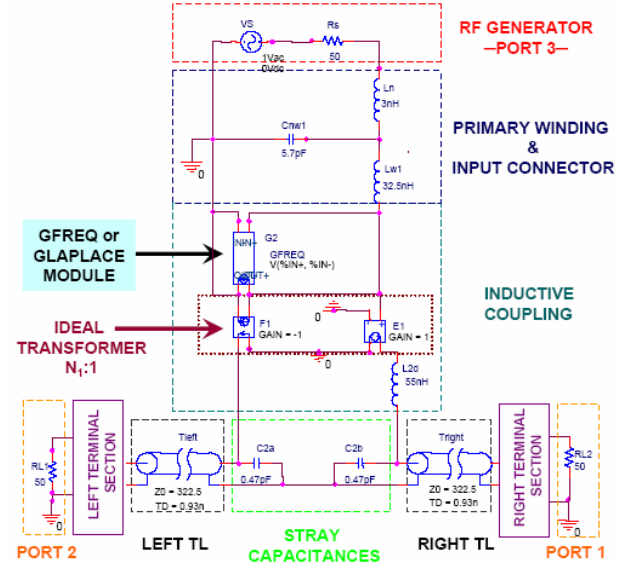 VS
Rs
1Vac
0Vdc
50
RF GENERATOR
–PORT 3–
Ln
3nH
Cnw1
5.7pF
0
Lw1
32.5nH
PRIMARY WINDING
&
INPUT CONNECTOR
GFREQ or
GLAPLACE
MODULE
G2
GFREQ
V(%IN+, %IN-)
INDUCTIVE
COUPLING
IDEAL
TRANSFORMER
N1:1
F1
GAIN = -1
0
E1
GAIN = 1
0
L2d
55nH
RL1
50
0
LEFT TERMINAL
SECTION
Tleft
Z0 = 322.5
TD = 0.93n
C2a
0.47pF
C2b
0.47pF
Tright
Z0 = 322.5
TD = 0.93n
RIGHT TERMINAL
SECTION
RL2
50
0
PORT 2
LEFT TL
STRAY
CAPACITANCES
RIGHT TL
PORT 1